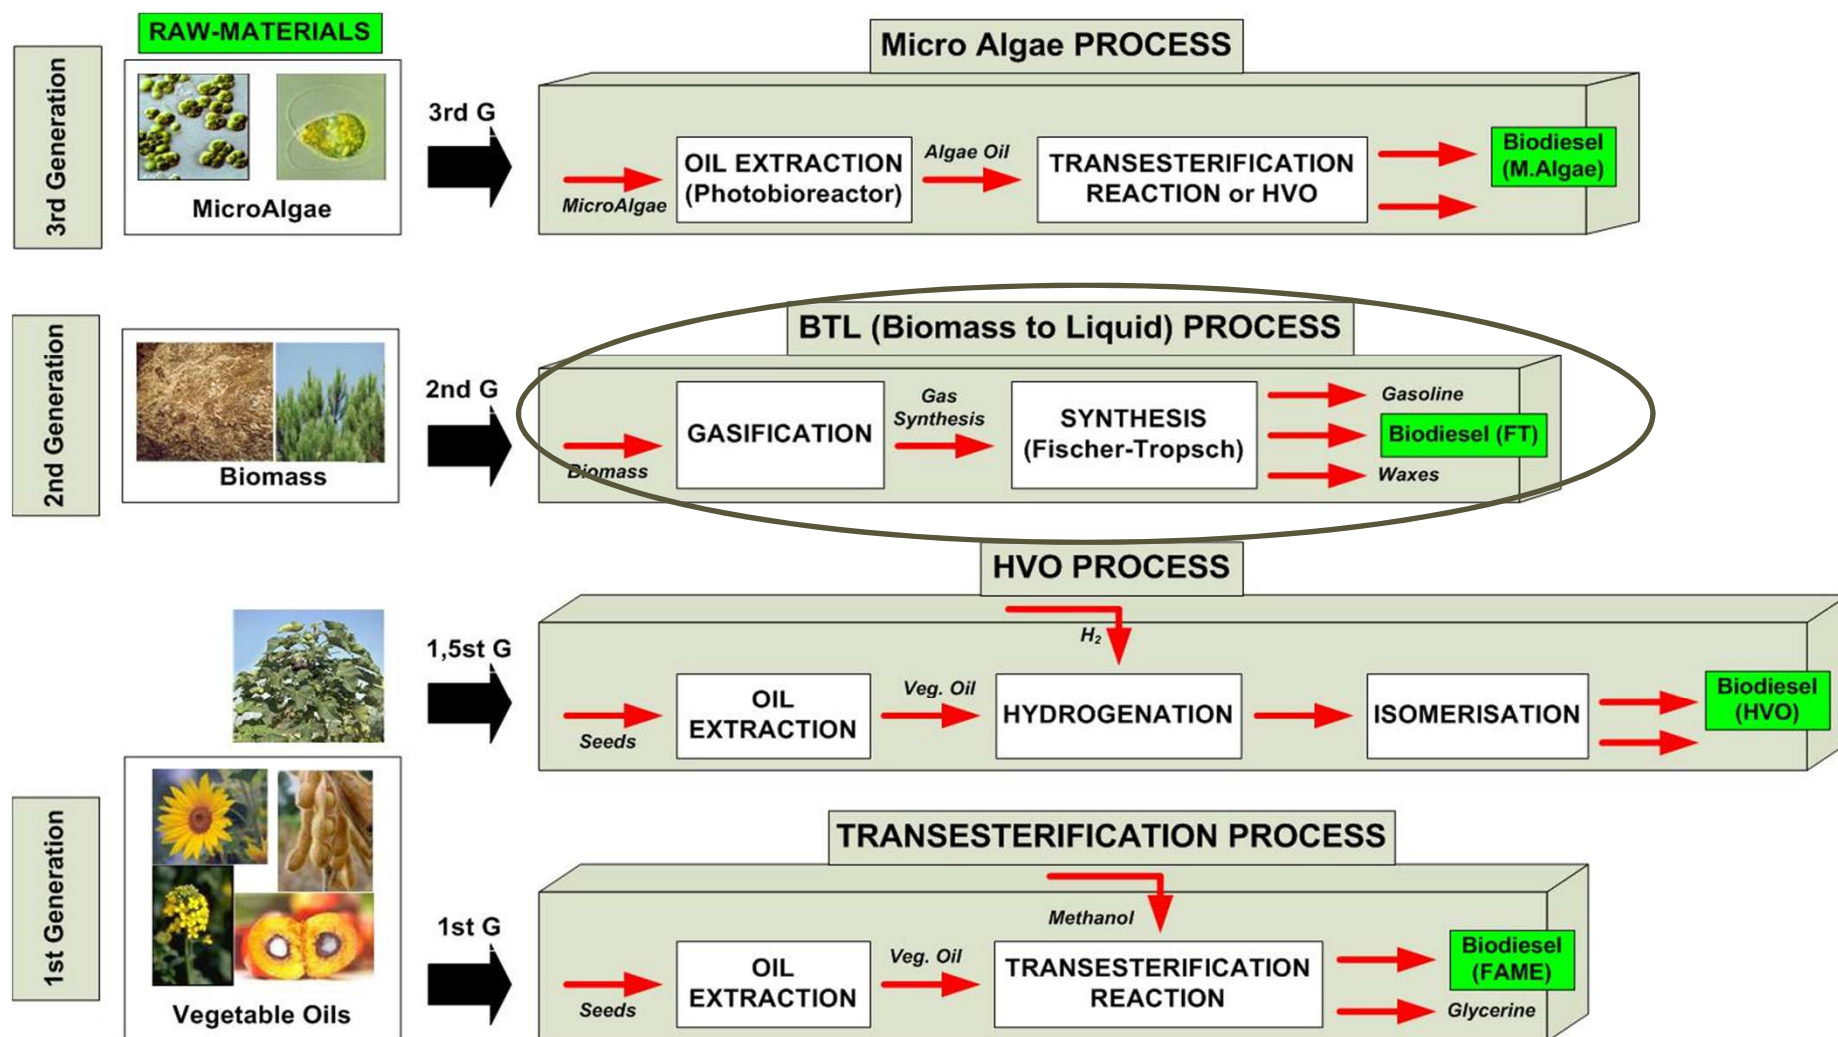 RAW-MATERIALS
Micro Algae PROCESS
3rd Generation
MicroAlgae
3rd G
MicroAlgae
OIL EXTRACTION
(Photobioreactor)
Algae Oil
TRANSESTERIFICATION
REACTION or HVO
Biodiesel
(M.Algae)
BTL (Biomass to Liquid) PROCESS
2nd Generation
Biomass
2nd G
Biomass
GASIFICATION
Gas
Synthesis
SYNTHESIS
(Fischer-Tropsch)
Gasoline
Biodiesel (FT)
Waxes
HVO PROCESS
1,5st G
Seeds
OIL
EXTRACTION
Veg. Oil
H₂
HYDROGENATION
ISOMERISATION
Biodiesel
(HVO)
TRANSESTERIFICATION PROCESS
1st Generation
Vegetable Oils
1st G
Seeds
OIL
EXTRACTION
Veg. Oil
Methanol
TRANSESTERIFICATION
REACTION
Biodiesel
(FAME)
Glycerine